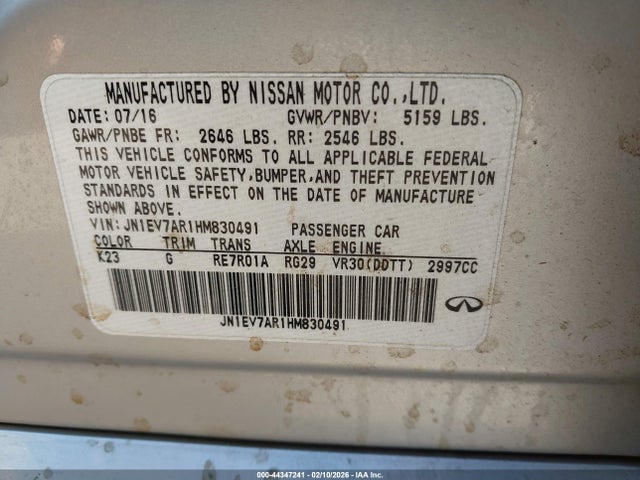 MANUFACTURED BY NISSAN MOTOR CO.,LTD.
DATE: 07/16 GVWR/PNBV: 5159 LBS.
GAWR/PNBE FR: 2646 LBS. RR: 2546 LBS.
THIS VEHICLE CONFORMS TO ALL APPLICABLE FEDERAL
MOTOR VEHICLE SAFETY,BUMPER,AND THEFT PREVENTION
STANDARDS IN EFFECT ON THE DATE OF MANUFACTURE
SHOWN ABOVE.
VIN:JN1EV7AR1HM830491 PASSENGER CAR
COLOR TRIM TRANS AXLE ENGINE
K23 G RE7R01A RG29 VR30(DDTT) 2997CC
JN1EV7AR1HM830491
000-44347241 - 02/10/2026 - IAA Inc.